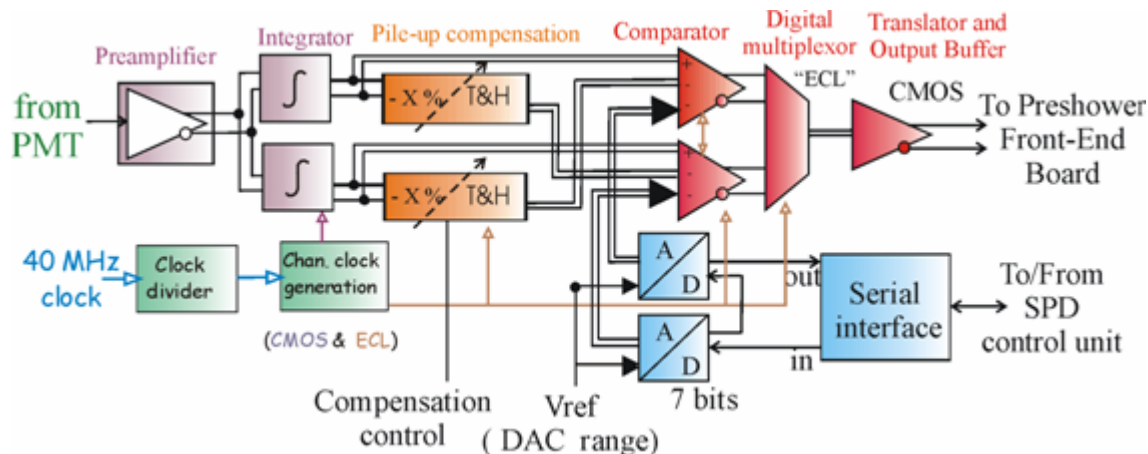 Preamplifier
Integrator
Pile-up compensation
Comparator
Digital
multiplexor
Translator and
Output Buffer
"ECL"
CMOS
from
PMT
∫
- X %
T&H
+
-
-
To Preshower
Front-End
Board
∫
- X %
T&H
+
-
-
40 MHz
clock
Clock
divider
Chan. clock
generation
(CMOS & ECL)
A
D
out
Serial
interface
To/From
SPD
control unit
A
D
in
7 bits
Compensation
control
Vref
( DAC range)